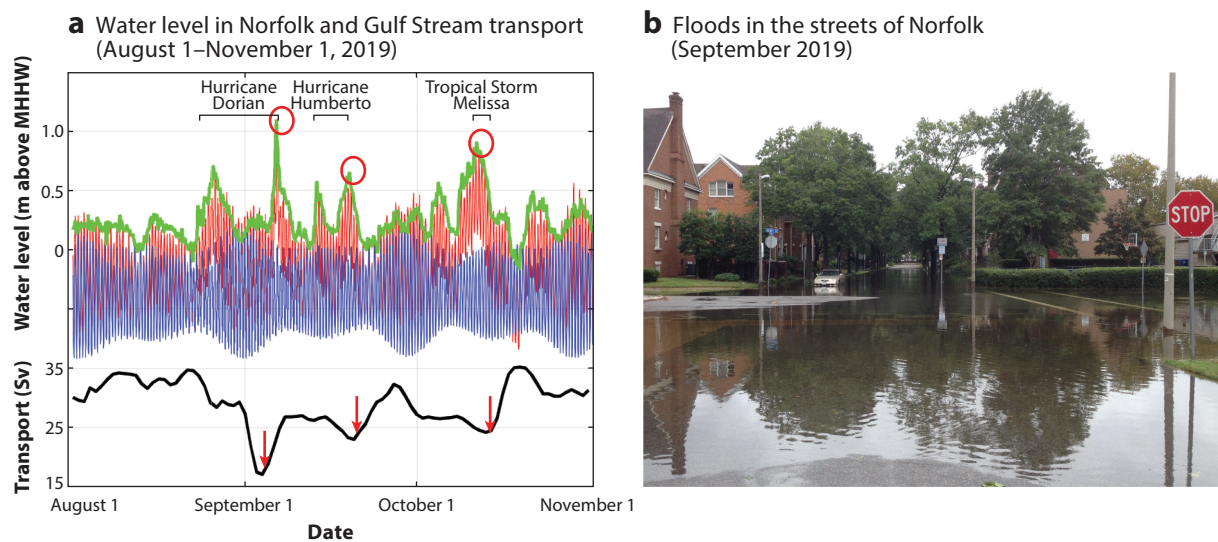 a Water level in Norfolk and Gulf Stream transport
(August 1–November 1, 2019)
Hurricane
Dorian
Hurricane
Humberto
Tropical Storm
Melissa
Water level (m above MHHW)
1.0
0.5
0
Transport (Sv)
35
25
15
August 1
September 1
October 1
November 1
Date
b Floods in the streets of Norfolk
(September 2019)
STOP